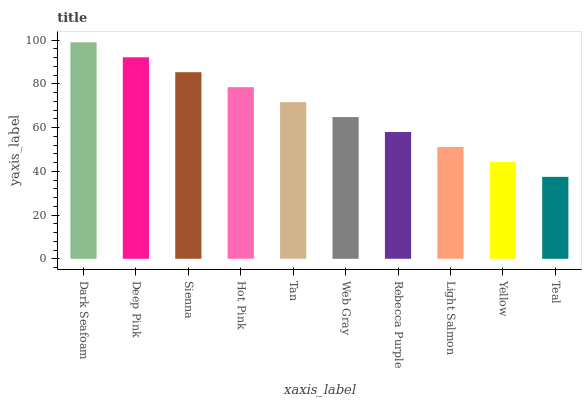 title
yaxis_label
100
80
60
40
20
0
Dark Seafoam
Deep Pink
Sienna
Hot Pink
Tan
Web Gray
Rebecca Purple
Light Salmon
Yellow
Teal
xaxis_label